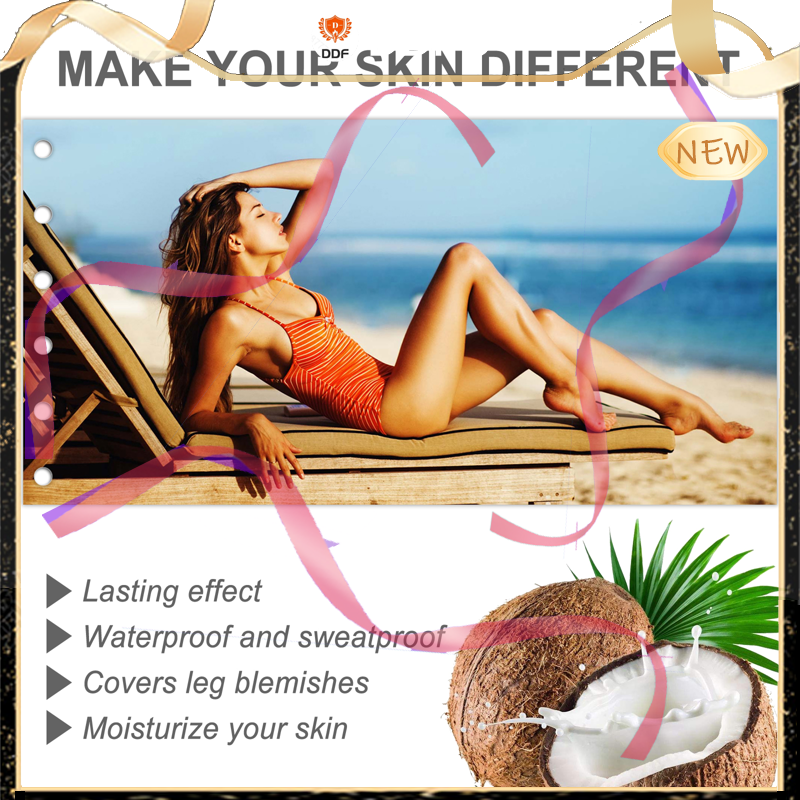 DDF
MAKE YOUR SKIN DIFFERENT
NEW
Lasting effect
Waterproof and sweatproof
Covers leg blemishes
Moisturize your skin